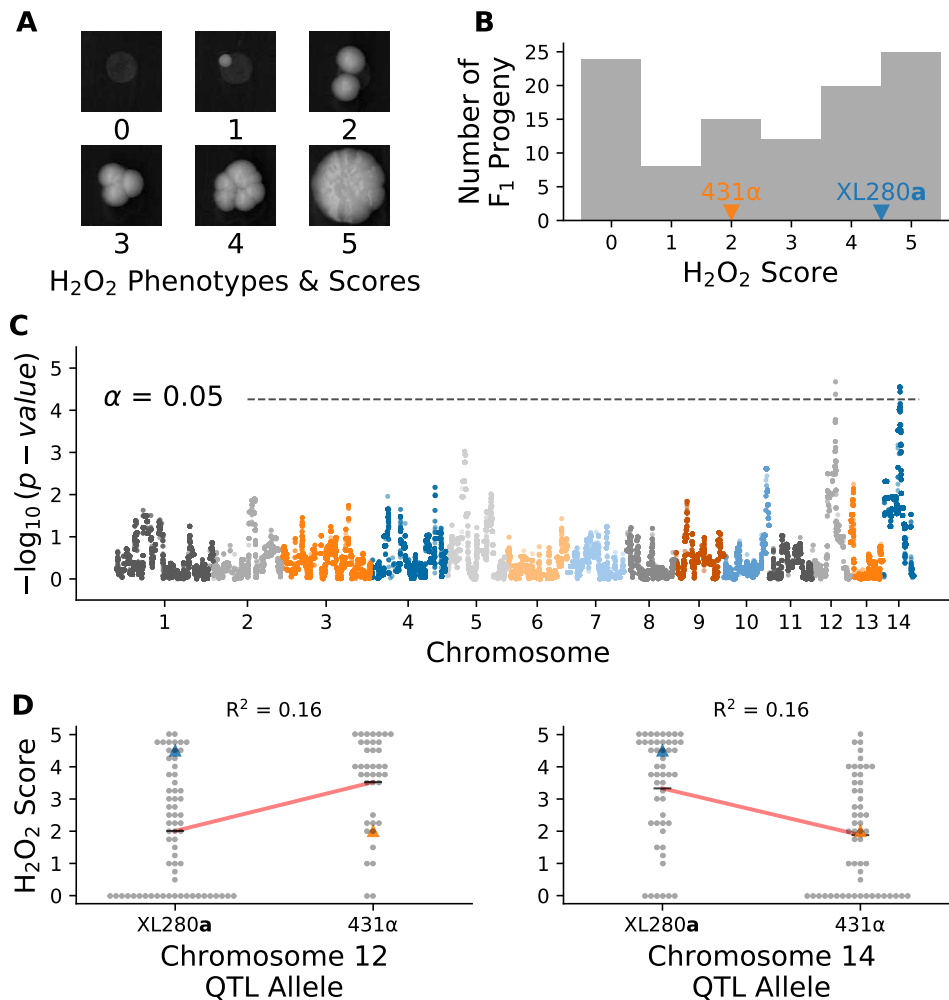 A
0 1 2
3 4 5
H₂O₂ Phenotypes & Scores
B
Number of
F₁ Progeny
25
20
15
10
5
0
431α XL280a
0 1 2 3 4 5
H₂O₂ Score
C
−log₁₀ (p − value)
5
4
3
2
1
0
α = 0.05
1 2 3 4 5 6 7 8 9 10 11 12 13 14
Chromosome
D
H₂O₂ Score
R² = 0.16
5
4
3
2
1
0
XL280a 431α
Chromosome 12
QTL Allele
R² = 0.16
5
4
3
2
1
0
XL280a 431α
Chromosome 14
QTL Allele